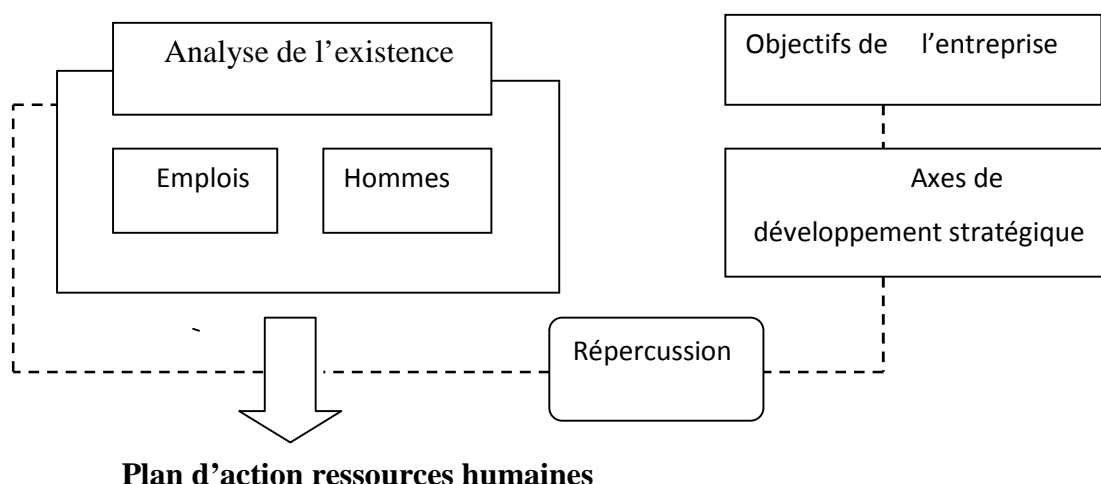 Analyse de l’existence
Objectifs de l’entreprise
Emplois
Hommes
Axes de
développement stratégique
Répercussion
Plan d’action ressources humaines